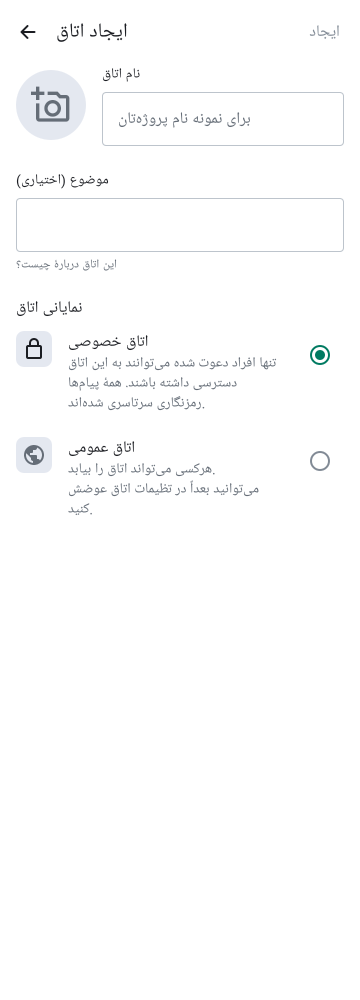 ایجاد اتاق
ایجاد
نام اتاق
برای نمونه نام پروژه‌تان
موضوع (اختیاری)
این اتاق دربارهٔ چیست؟
نمایانی اتاق
اتاق خصوصی
تنها افراد دعوت شده می‌توانند به این اتاق
دسترسی داشته باشند. همهٔ پیام‌ها
رمزنگاری سرتاسری شده‌اند.
اتاق عمومی
هرکسی می‌تواند اتاق را بیابد.
می‌توانید بعداً در تظیمات اتاق عوضش
کنید.